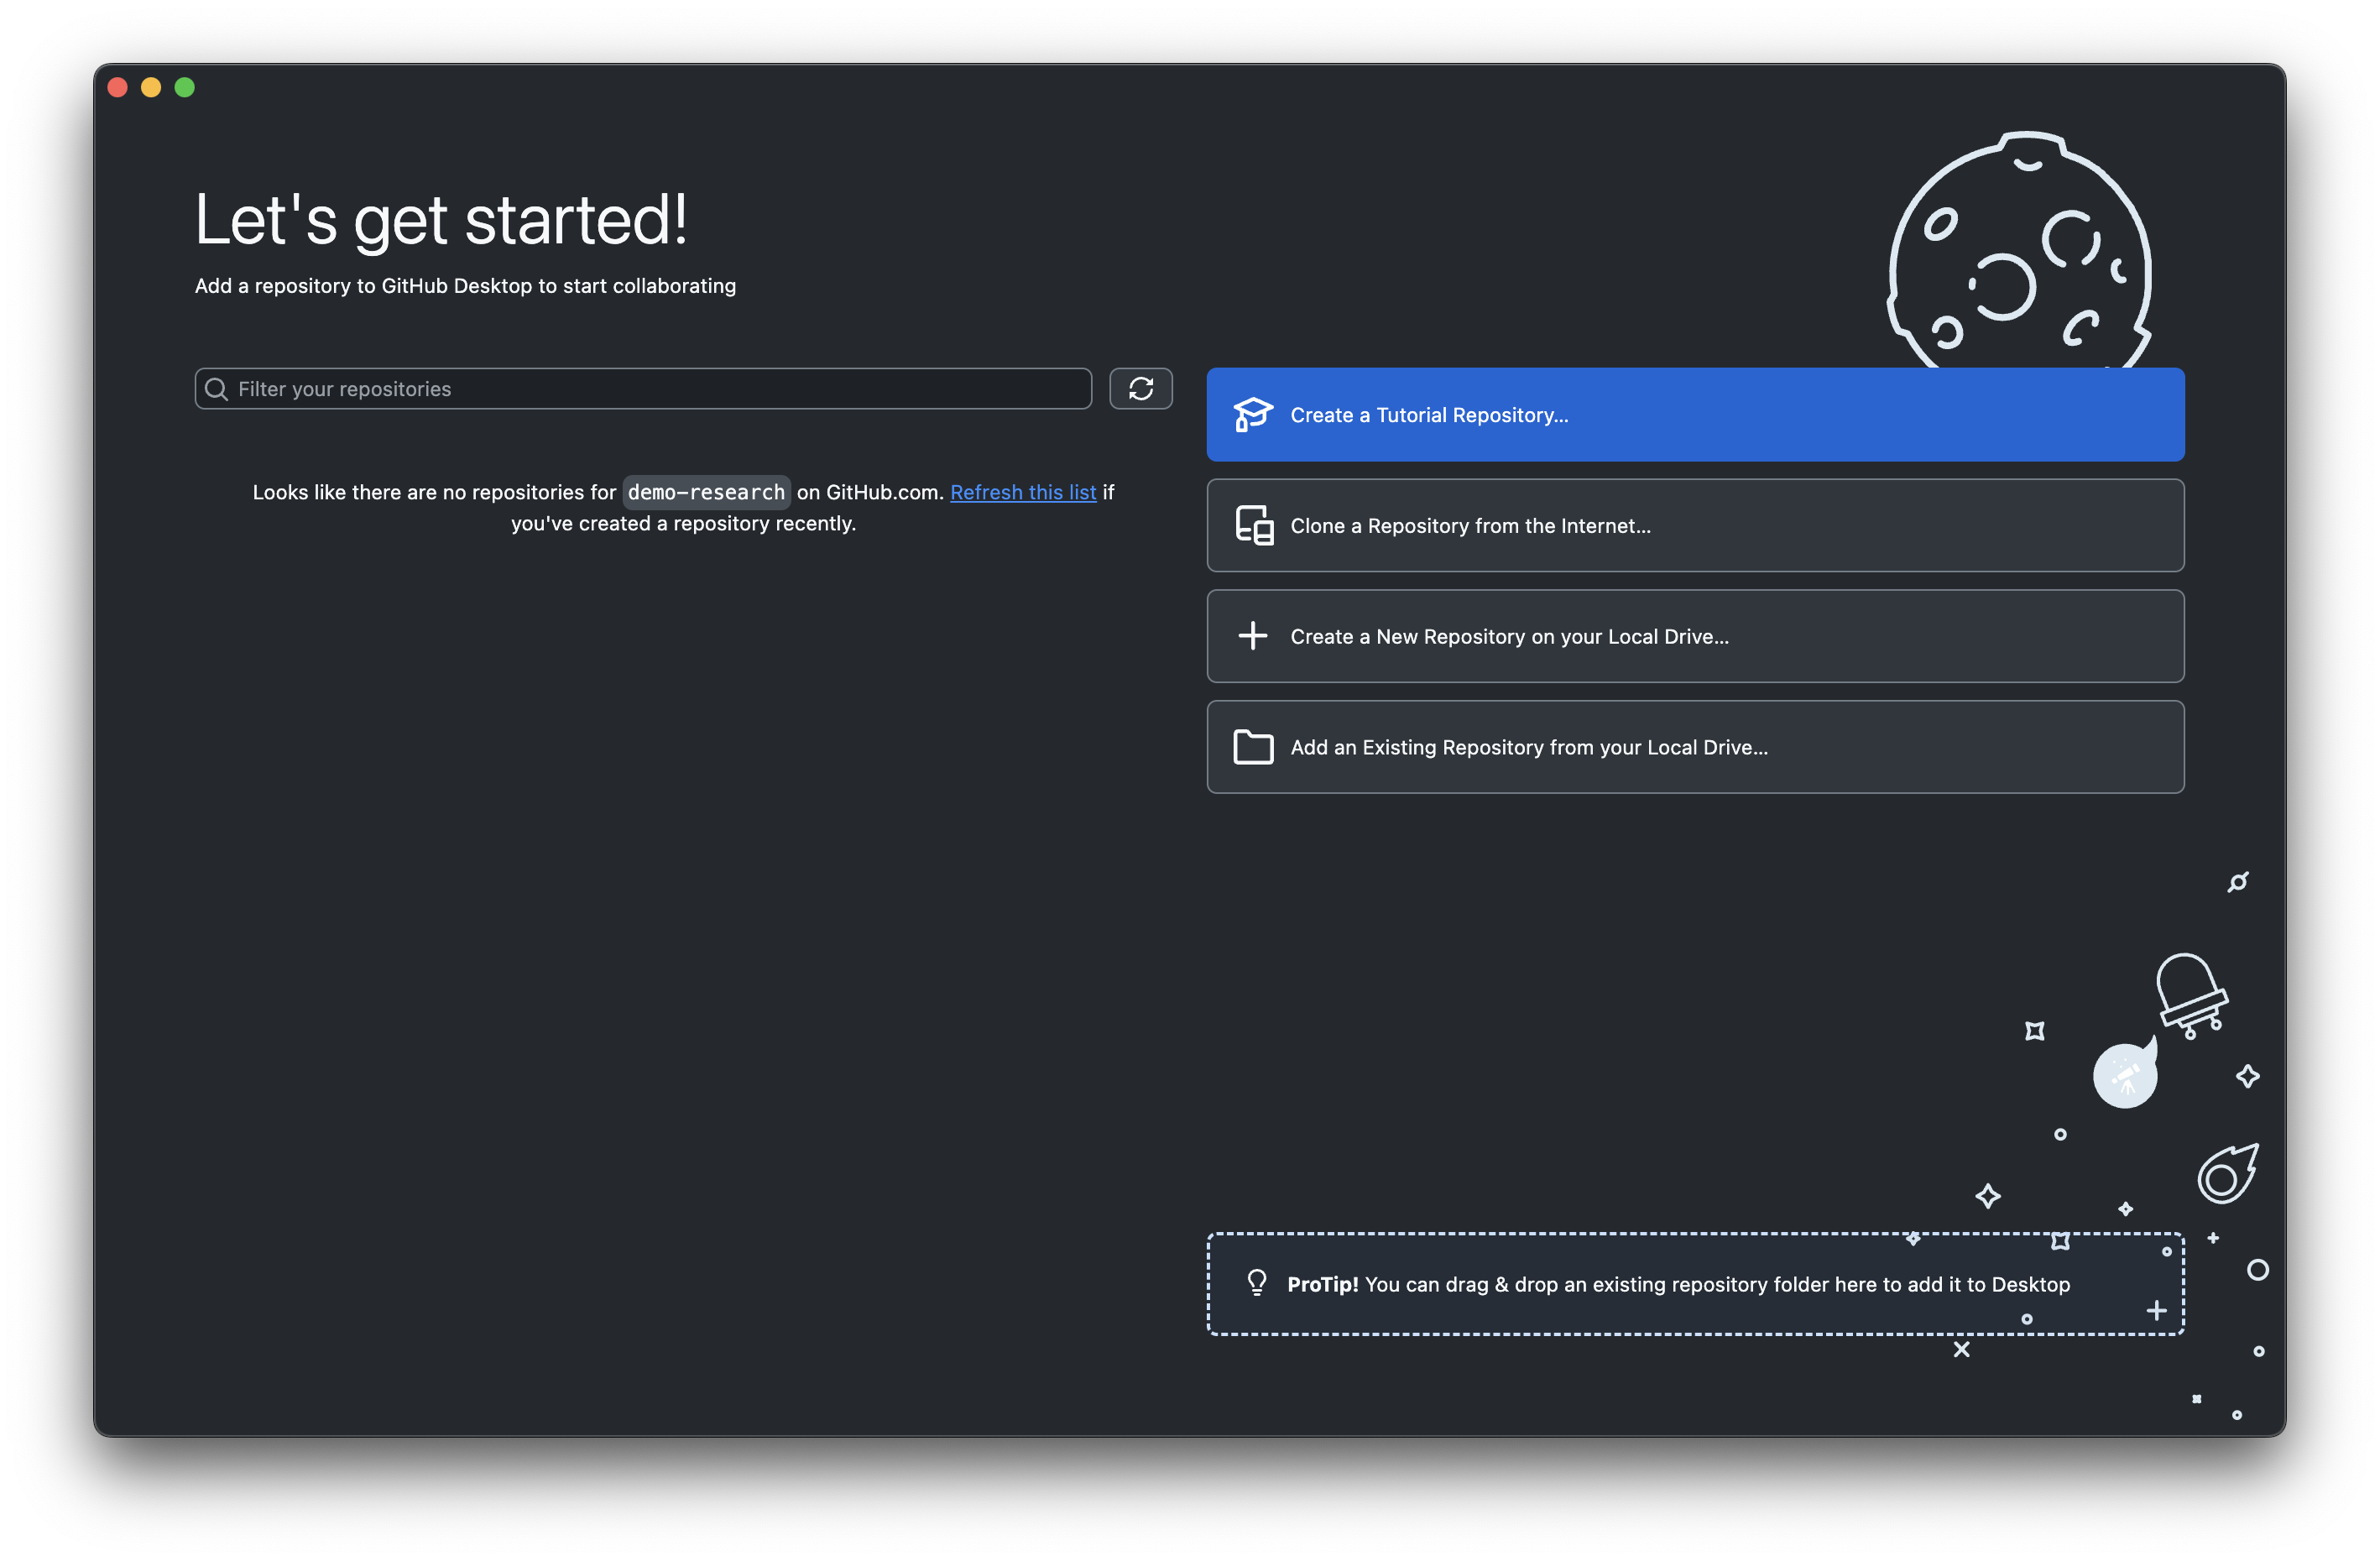 Let's get started!
Add a repository to GitHub Desktop to start collaborating
Filter your repositories
Looks like there are no repositories for demo-research on GitHub.com. Refresh this list if
you've created a repository recently.
Create a Tutorial Repository...
Clone a Repository from the Internet...
Create a New Repository on your Local Drive...
Add an Existing Repository from your Local Drive...
ProTip! You can drag & drop an existing repository folder here to add it to Desktop